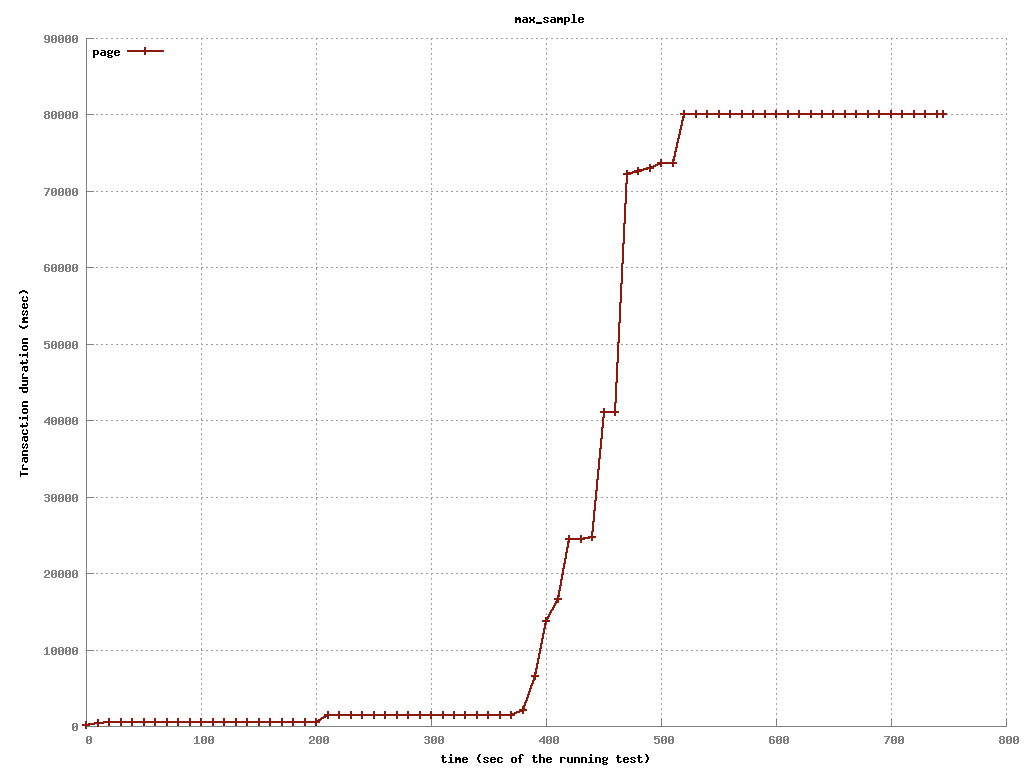 max_sample
90000
page
80000
70000
60000
50000
40000
30000
20000
10000
0
Transaction duration (msec)
0 100 200 300 400 500 600 700 800
time (sec of the running test)